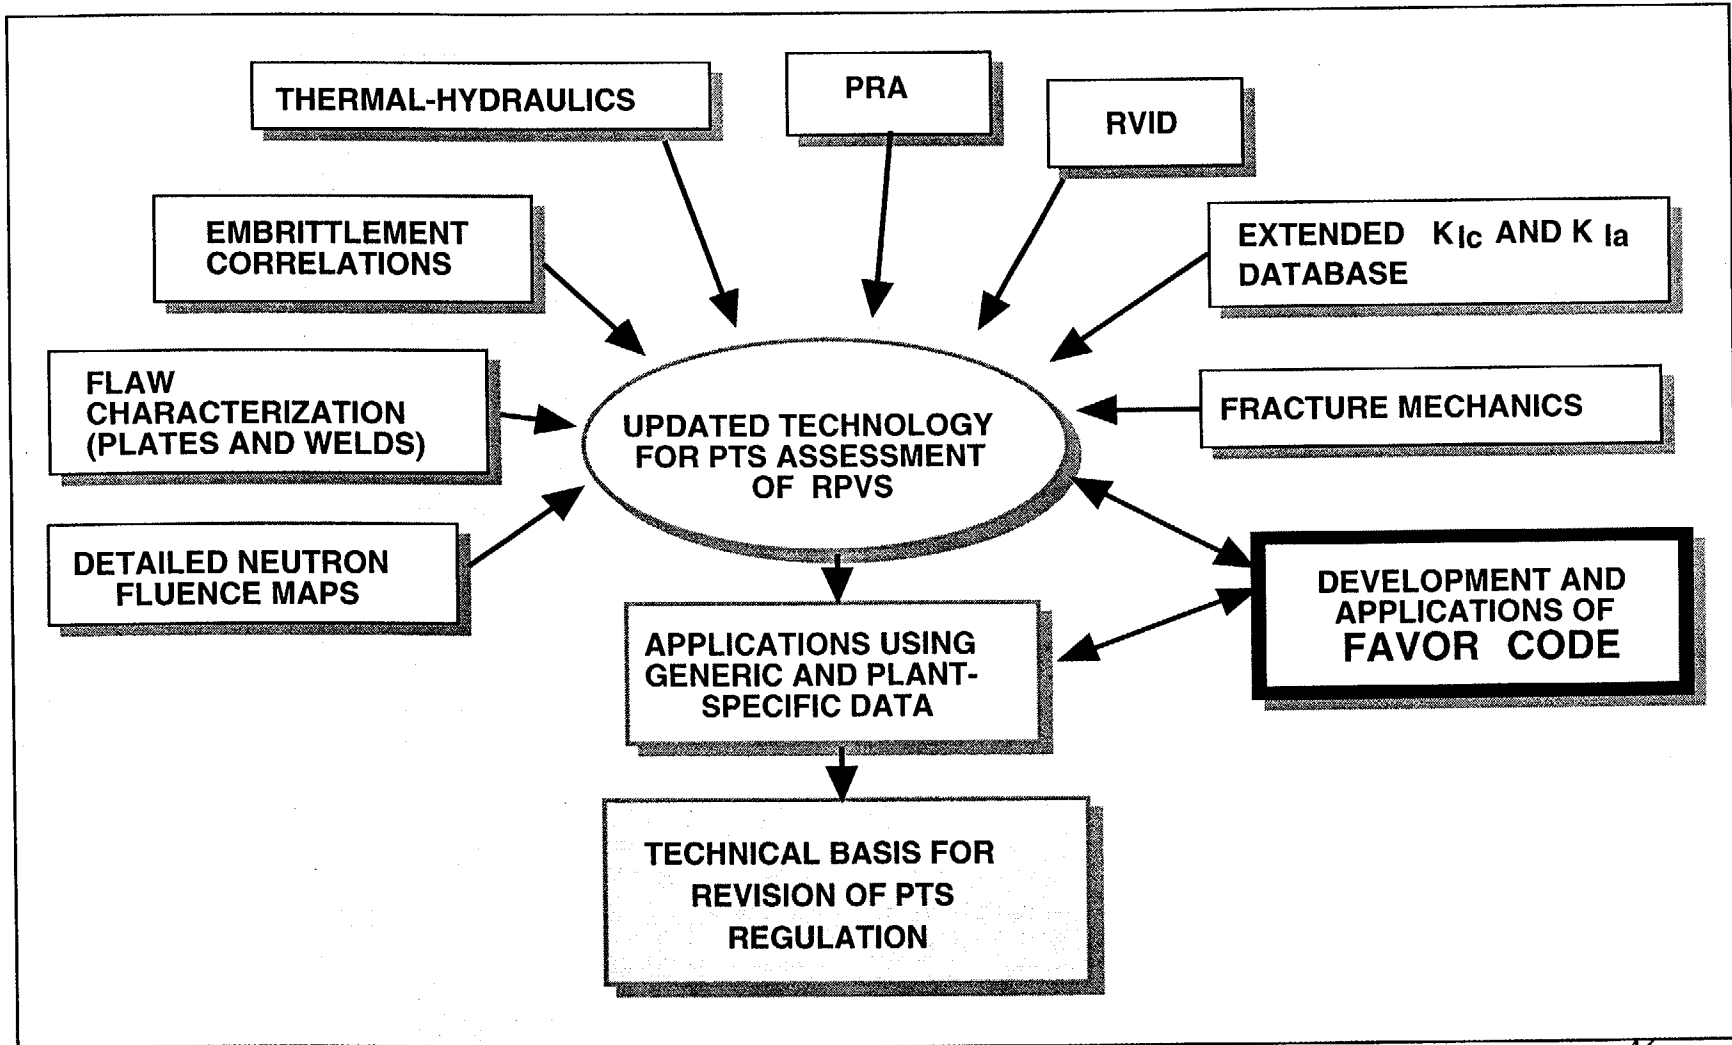 THERMAL-HYDRAULICS
PRA
RVID
EMBRITTLEMENT
CORRELATIONS
EXTENDED KIc AND K Ia
DATABASE
FLAW
CHARACTERIZATION
(PLATES AND WELDS)
FRACTURE MECHANICS
UPDATED TECHNOLOGY
FOR PTS ASSESSMENT
OF RPVS
DETAILED NEUTRON
FLUENCE MAPS
DEVELOPMENT AND
APPLICATIONS OF
FAVOR CODE
APPLICATIONS USING
GENERIC AND PLANT-
SPECIFIC DATA
TECHNICAL BASIS FOR
REVISION OF PTS
REGULATION